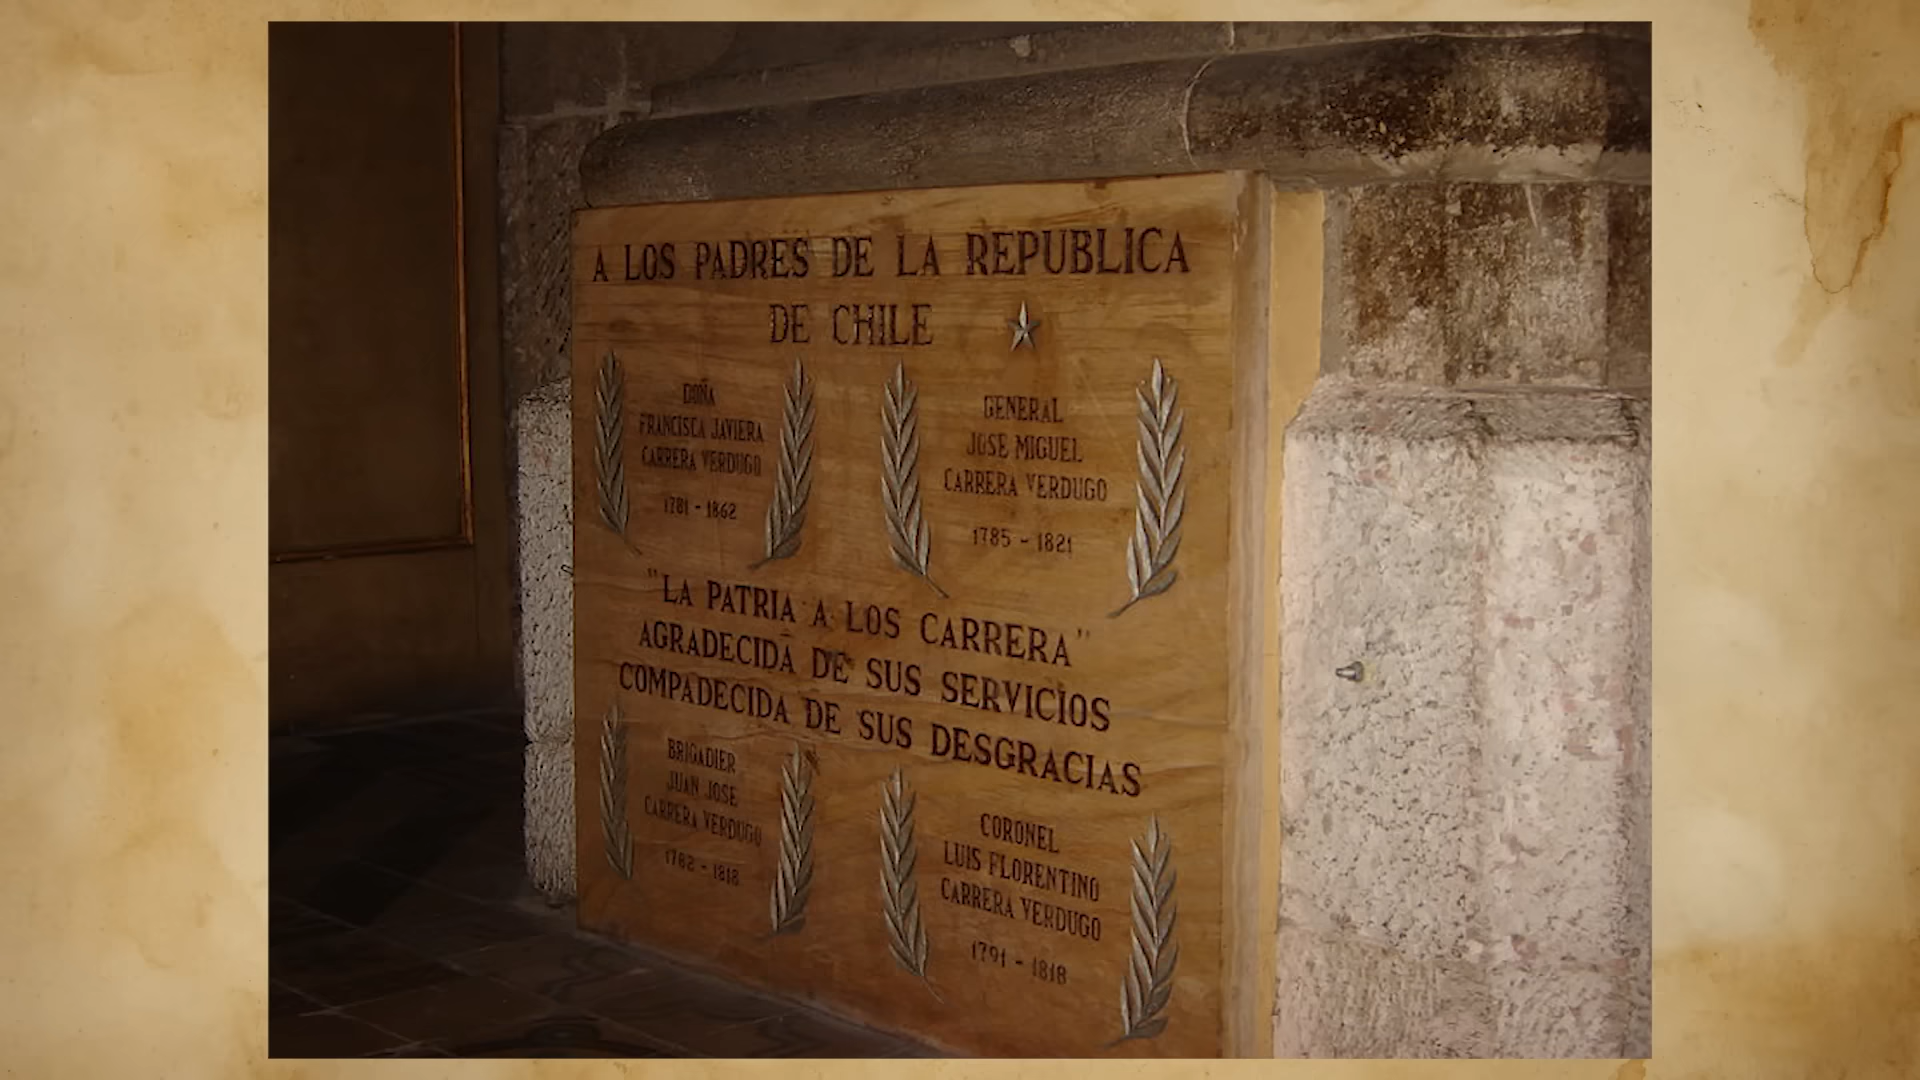 A LOS PADRES DE LA REPUBLICA
DE CHILE
DOÑA
FRANCISCA JAVIERA
CARRERA VERDUGO
1781 - 1862
GENERAL
JOSE MIGUEL
CARRERA VERDUGO
1785 - 1821
"LA PATRIA A LOS CARRERA"
AGRADECIDA DE SUS SERVICIOS
COMPADECIDA DE SUS DESGRACIAS
BRIGADIER
JUAN JOSE
CARRERA VERDUGO
1782 - 1818
CORONEL
LUIS FLORENTINO
CARRERA VERDUGO
1791 - 1818